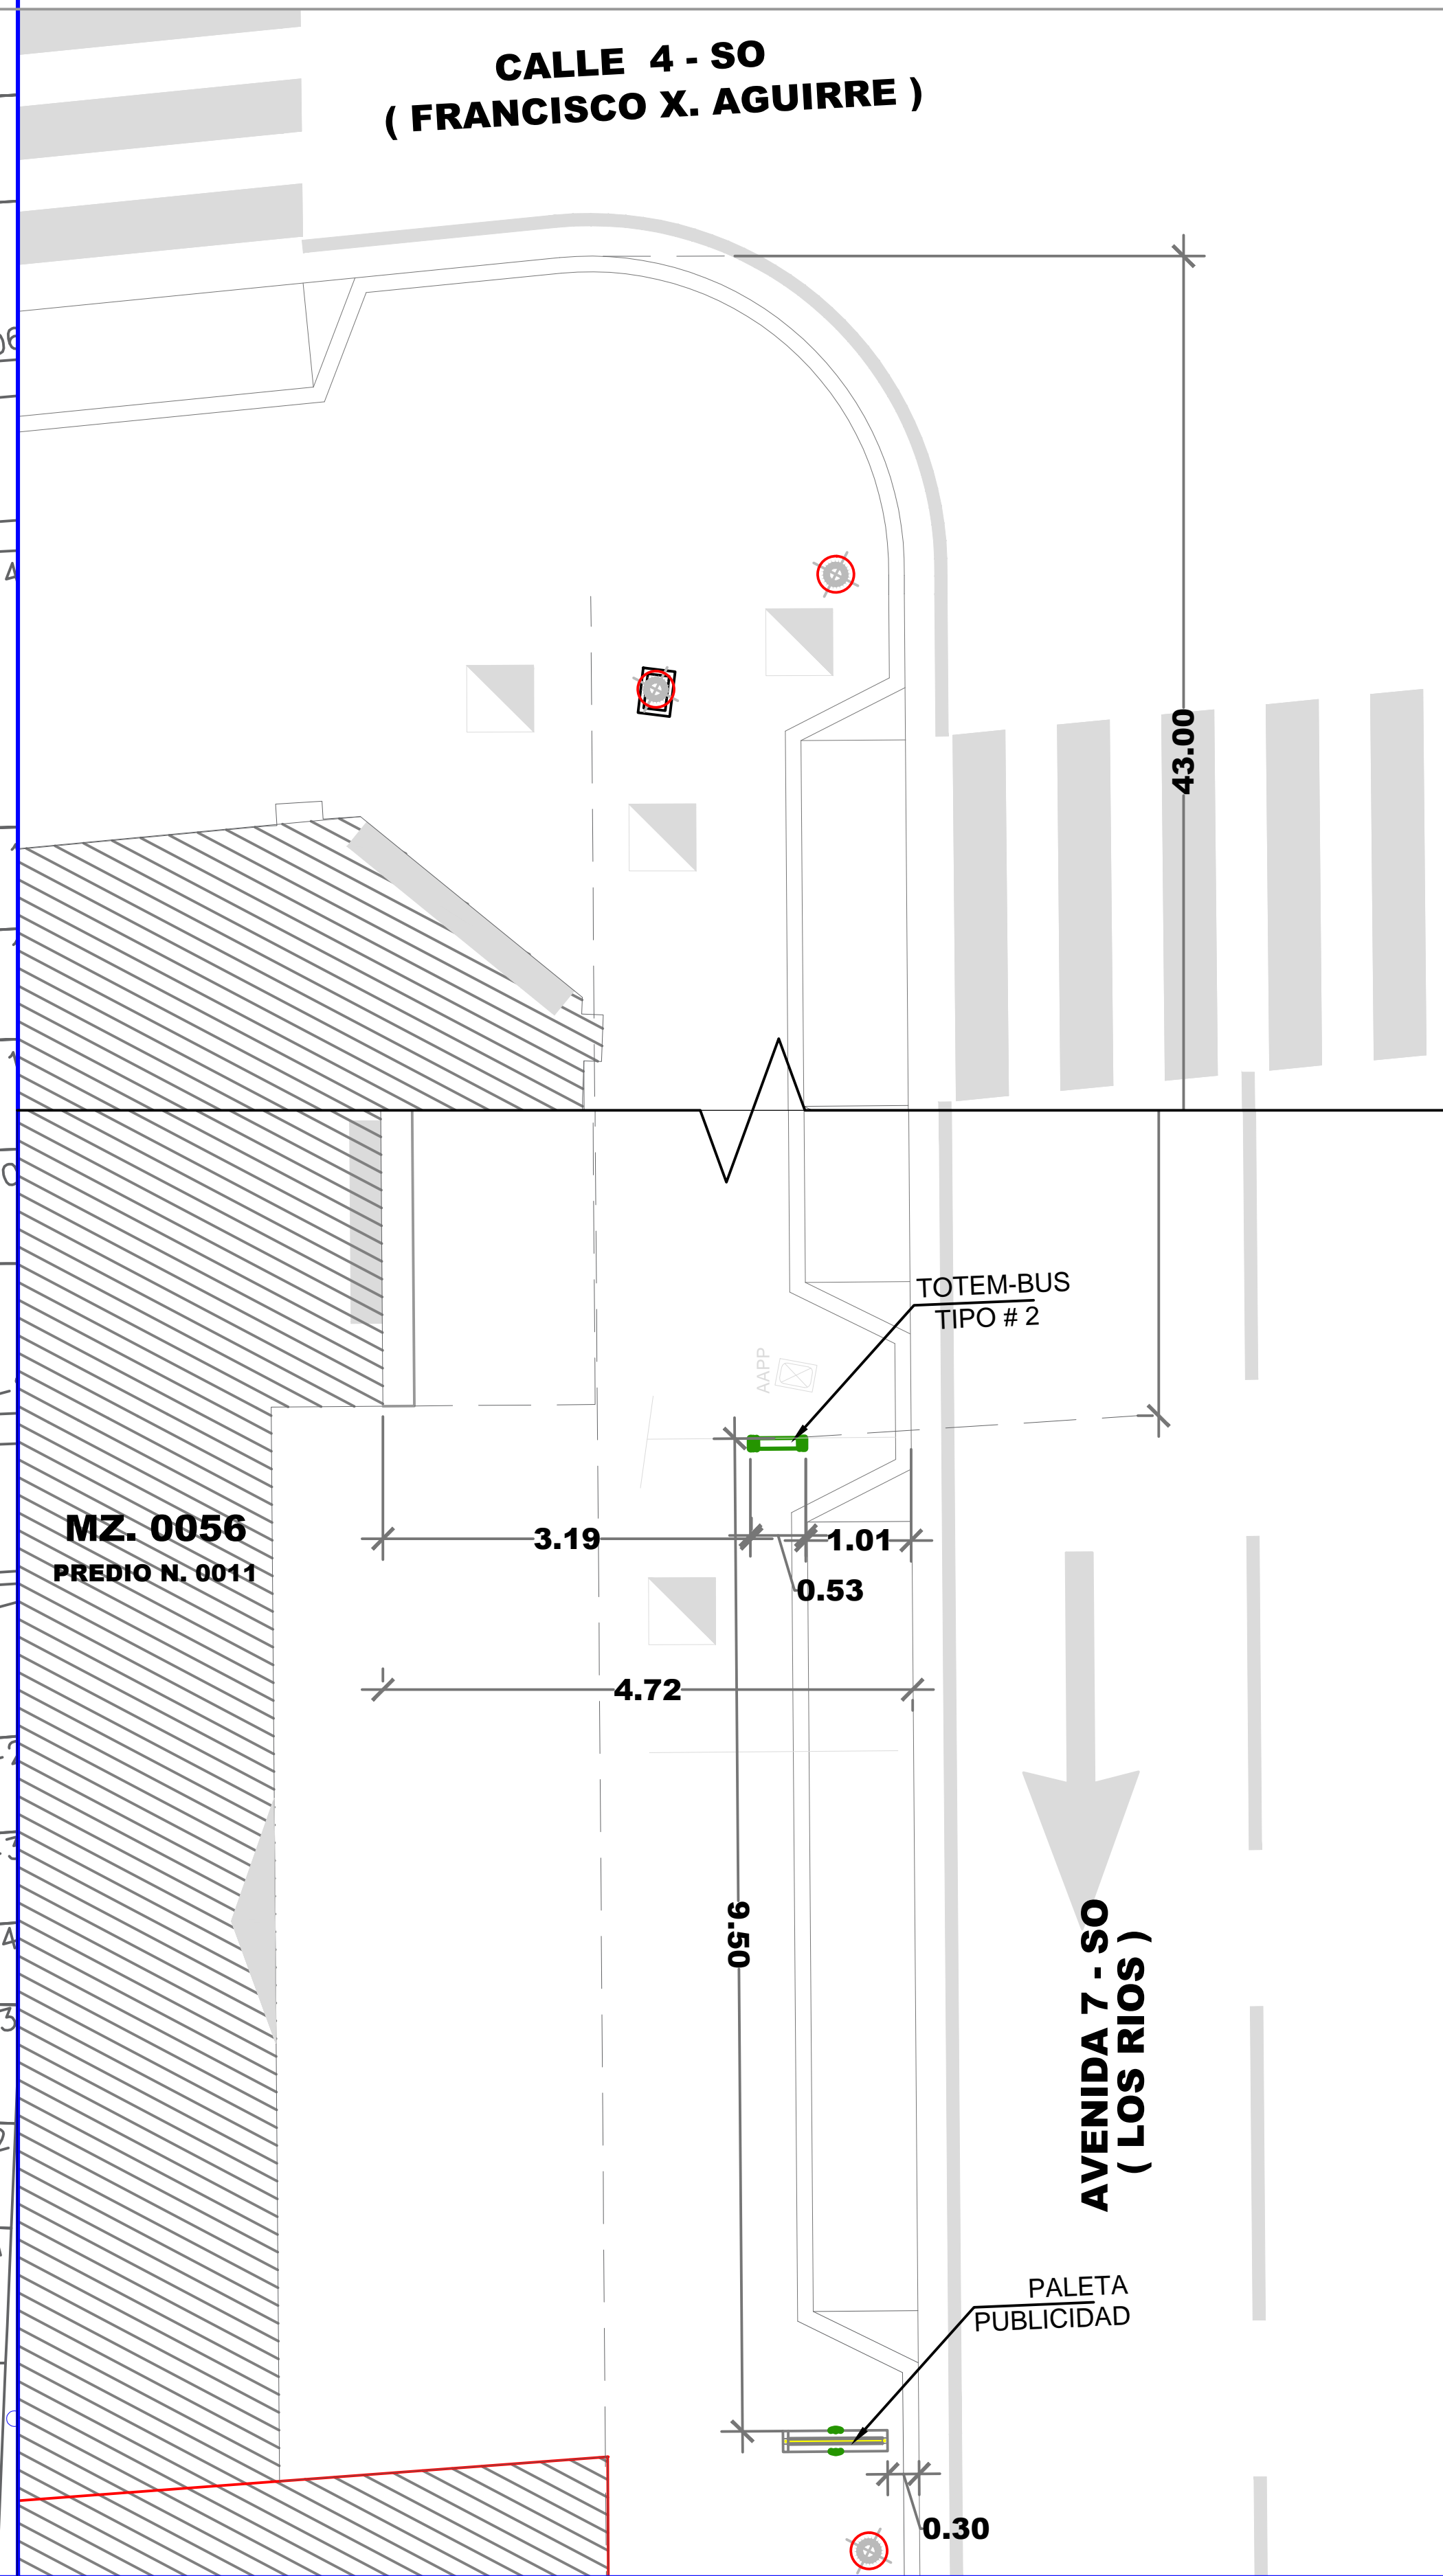 CALLE 4 - SO
( FRANCISCO X. AGUIRRE )
43.00
TOTEM-BUS
TIPO # 2
AAPP
MZ. 0056
PREDIO N. 0011
3.19
1.01
0.53
4.72
9.50
AVENIDA 7 - SO
( LOS RIOS )
PALETA
PUBLICIDAD
0.30